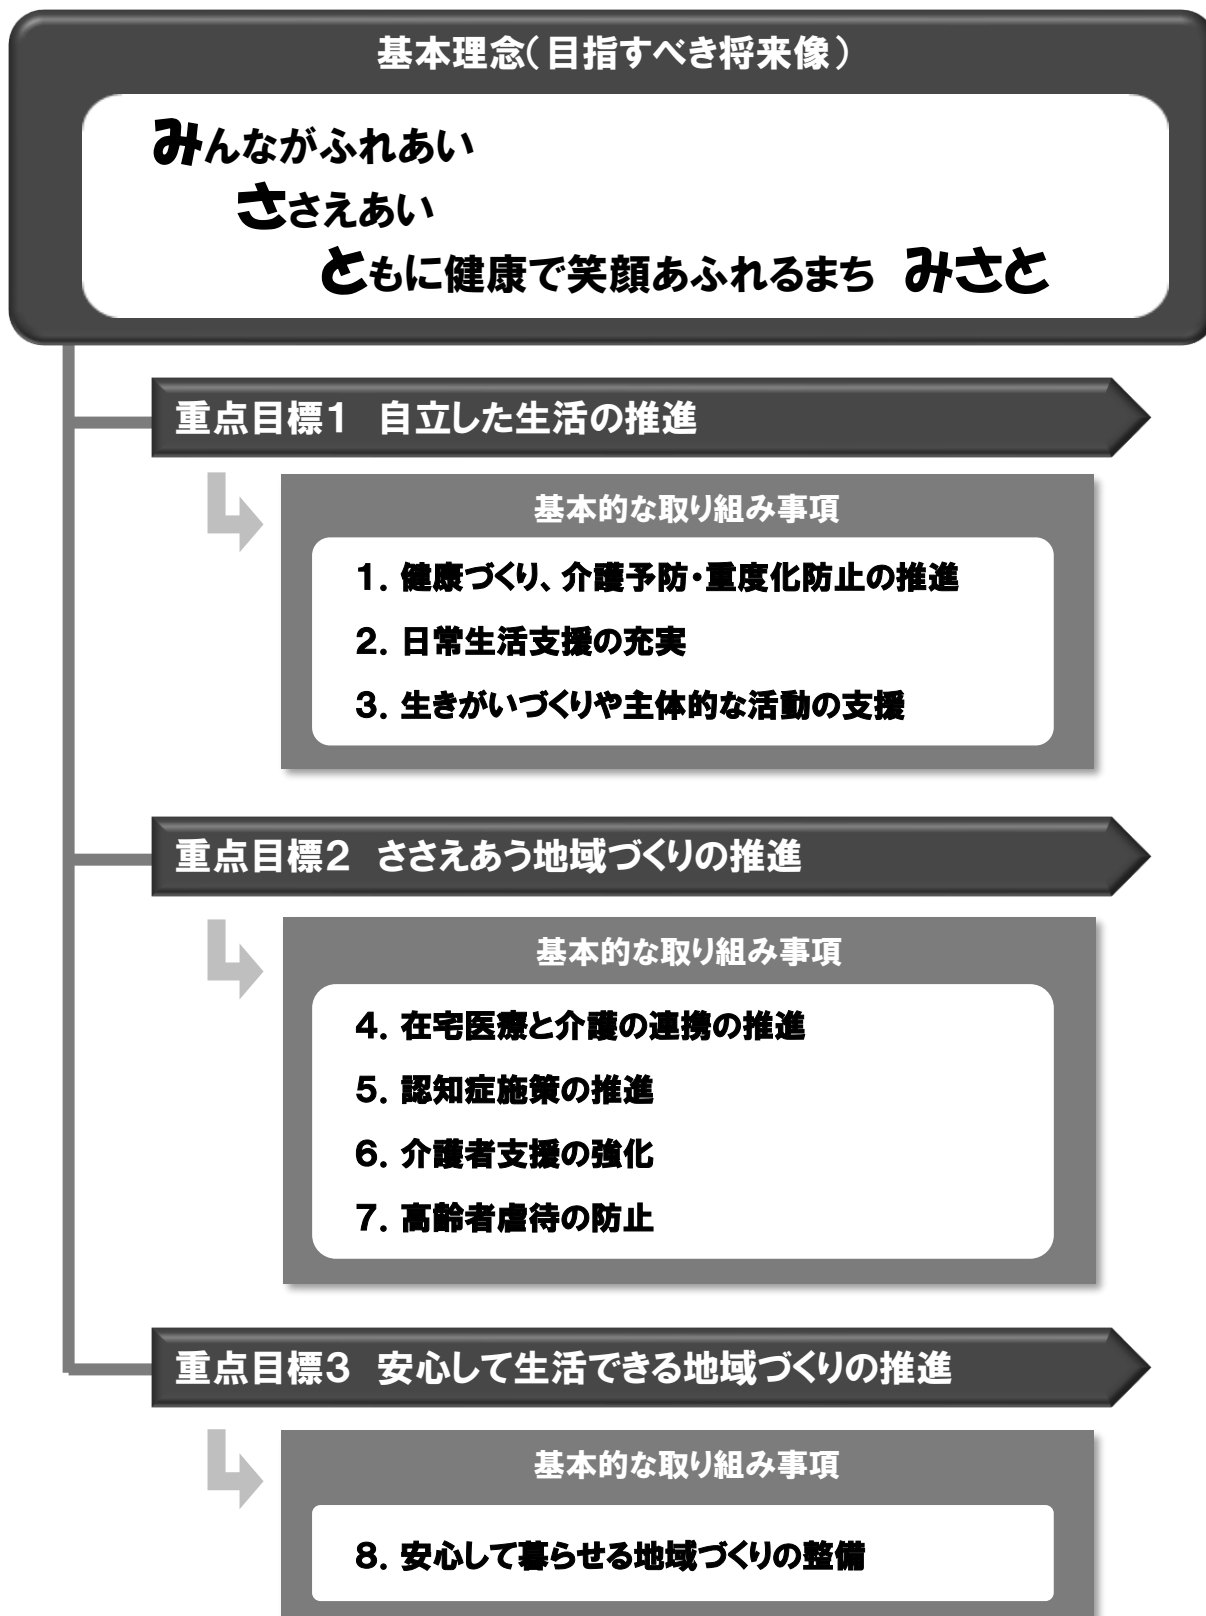 基本理念（目指すべき将来像）
みんながふれあい
ささえあい
ともに健康で笑顔あふれるまち　みさと
重点目標１　自立した生活の推進
基本的な取り組み事項
１．健康づくり、介護予防・重度化防止の推進
２．日常生活支援の充実
３．生きがいづくりや主体的な活動の支援
重点目標２　ささえあう地域づくりの推進
基本的な取り組み事項
４．在宅医療と介護の連携の推進
５．認知症施策の推進
６．介護者支援の強化
７．高齢者虐待の防止
重点目標３　安心して生活できる地域づくりの推進
基本的な取り組み事項
８．安心して暮らせる地域づくりの整備